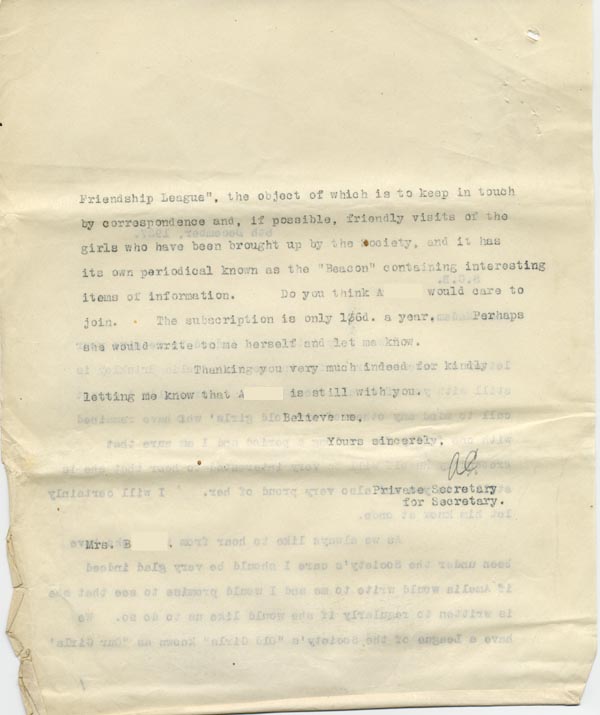 Friendship League", the object of which is to keep in touch
by correspondence and, if possible, friendly visits of the
girls who have been brought up by the Society, and it has
its own periodical known as the "Beacon" containing interesting
items of information. Do you think A would care to
join. The subscription is only 1/6d. a year. Perhaps
she would write to me herself and let me know.
Thanking you very much indeed for kindly
letting me know that A is still with you.
Believe me,
Yours sincerely,
Private Secretary
for Secretary.
Mrs. B .